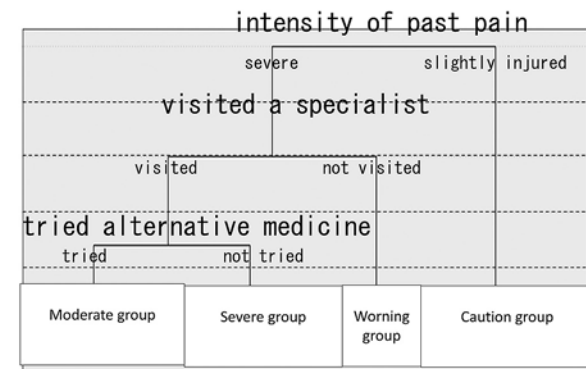 intensity of past pain
severe
slightly injured
visited a specialist
visited
not visited
tried alternative medicine
tried
not tried
Moderate group
Severe group
Worning
group
Caution group